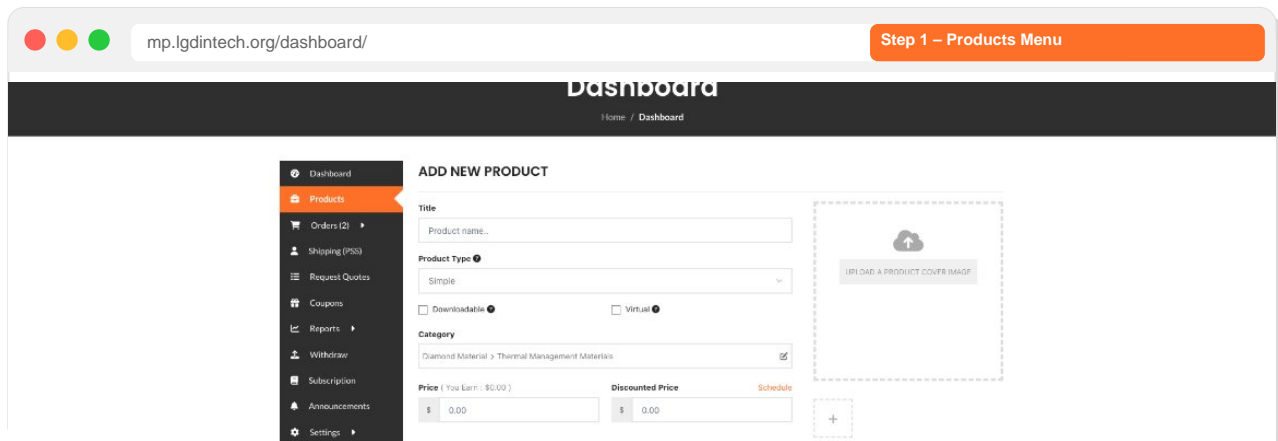 mp.lgdintech.org/dashboard/
Step 1 – Products Menu
Dashboard
Home / Dashboard
Dashboard
Products
Orders (2)
Shipping (PSS)
Request Quotes
Coupons
Reports
Withdraw
Subscription
Announcements
Settings
ADD NEW PRODUCT
Title
Product name..
Product Type
Simple
Downloadable
Virtual
Category
Diamond Material > Thermal Management Materials
Price ( You Earn : $0.00 )
$ 0.00
Discounted Price Schedule
$ 0.00
UPLOAD A PRODUCT COVER IMAGE
+